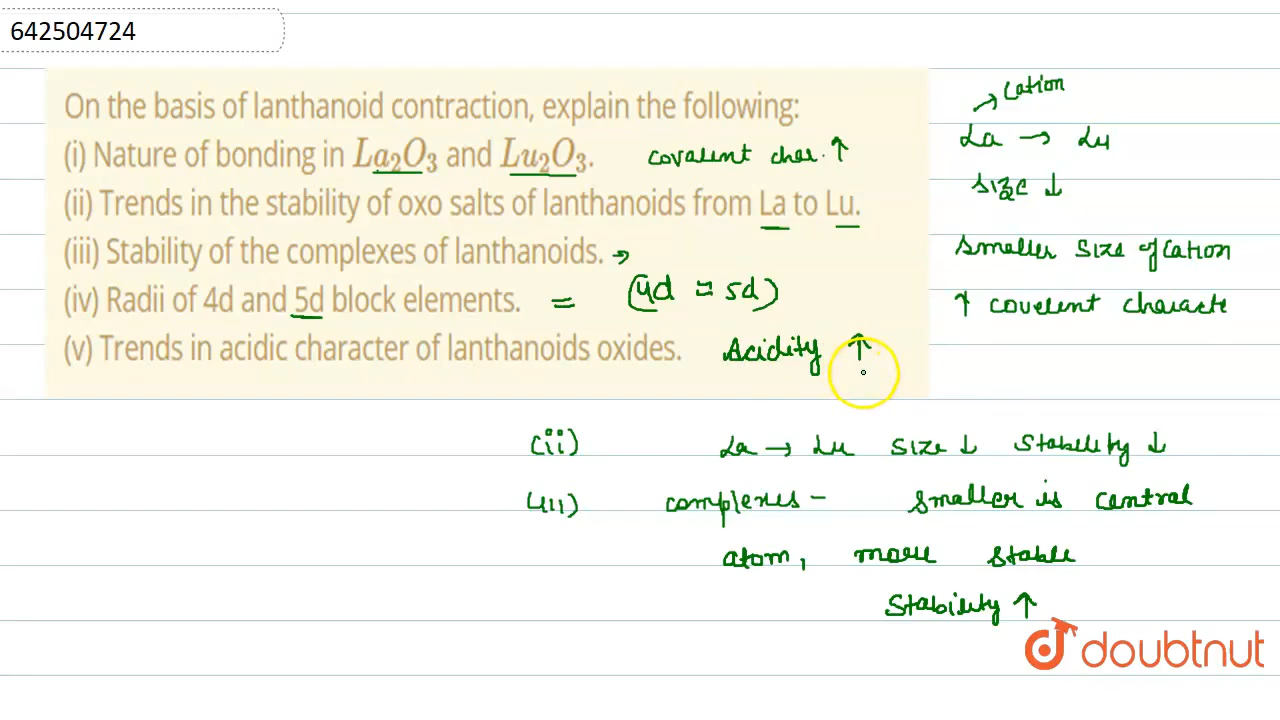 642504724
On the basis of lanthanoid contraction, explain the following:
(i) Nature of bonding in La₂O₃ and Lu₂O₃. covalent char. ↑
(ii) Trends in the stability of oxo salts of lanthanoids from La to Lu.
(iii) Stability of the complexes of lanthanoids. →
(iv) Radii of 4d and 5d block elements. = (4d ≈ 5d)
(v) Trends in acidic character of lanthanoids oxides. Acidity ↑
→ Cation
La → Lu
Size ↓
Smaller size of Cation
↑ covelent characte
(ii) La → Lu size ↓ stability ↓
(iii) complexes - smaller is central
atom, more stable
stability ↑
doubtnut